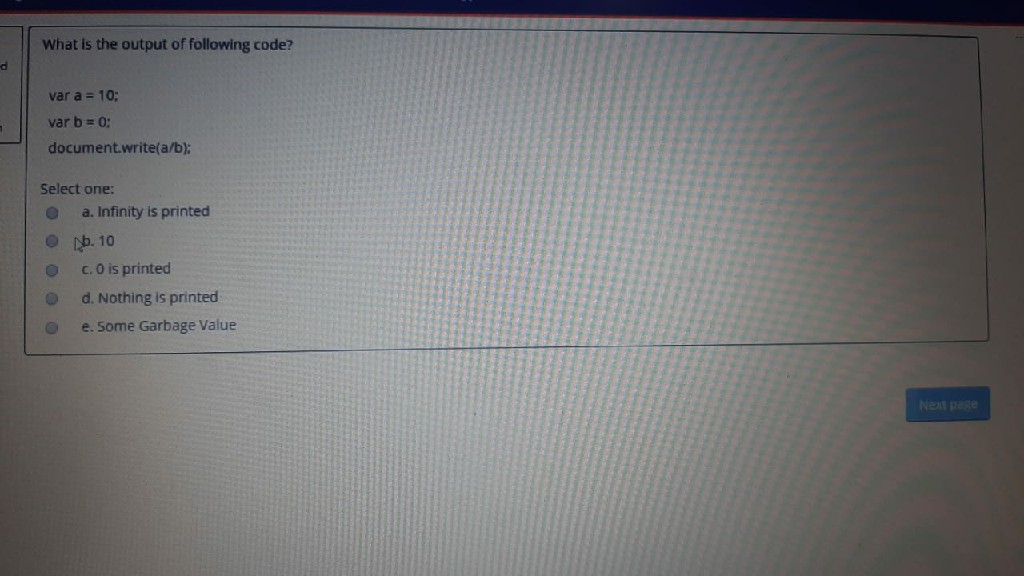 What is the output of following code?
var a = 10;
var b = 0;
document.write(a/b);
Select one:
a. Infinity is printed
b. 10
c. 0 is printed
d. Nothing is printed
e. Some Garbage Value
Next page